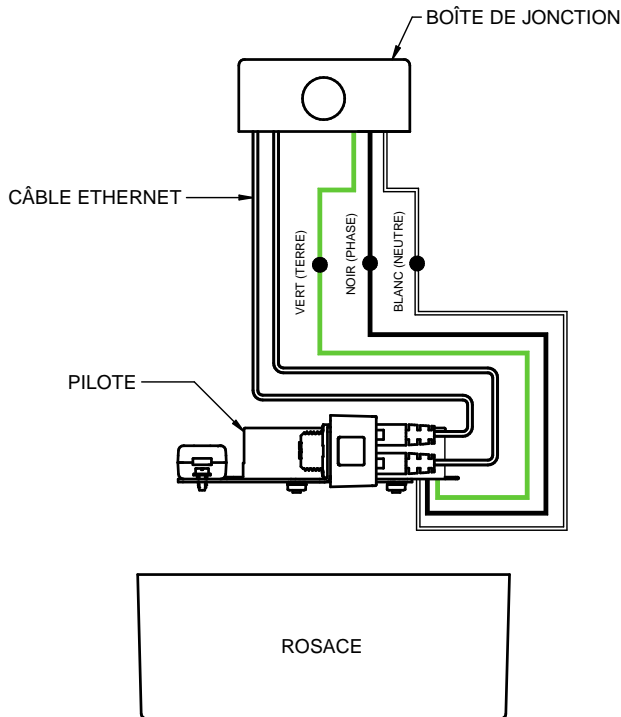 BOÎTE DE JONCTION
CÂBLE ETHERNET
VERT (TERRE)
NOIR (PHASE)
BLANC (NEUTRE)
PILOTE
ROSACE